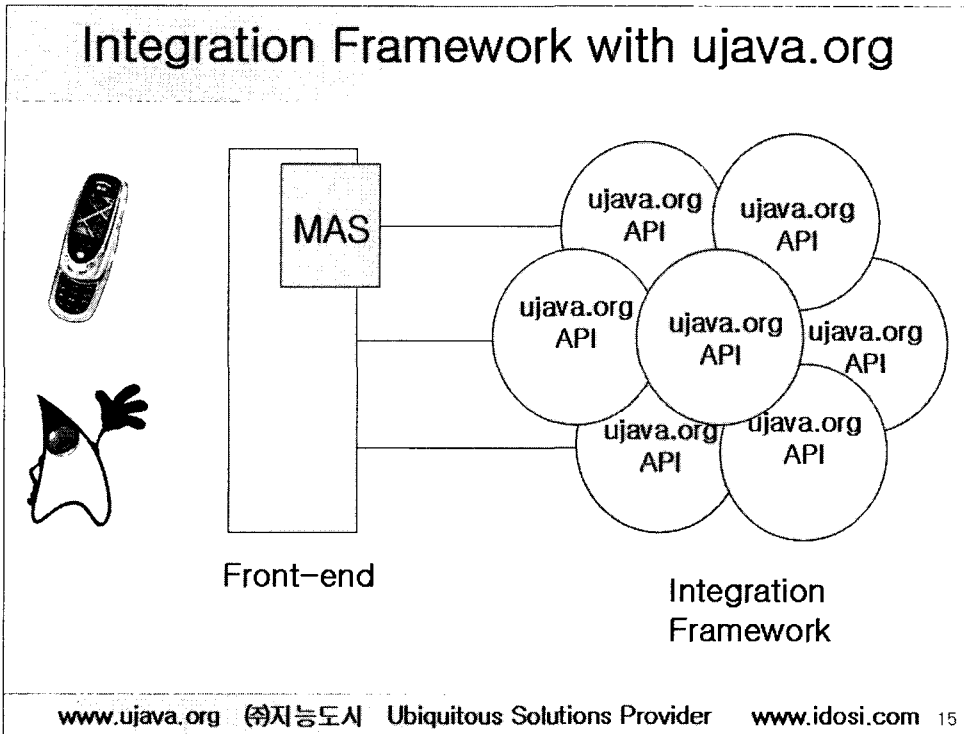 Integration Framework with ujava.org
MAS
ujava.org
API
ujava.org
API
ujava.org
API
ujava.org
API
ujava.org
API
ujava.org
API
ujava.org
API
Front-end
Integration
Framework
www.ujava.org ㈜지능도시 Ubiquitous Solutions Provider www.idosi.com 15